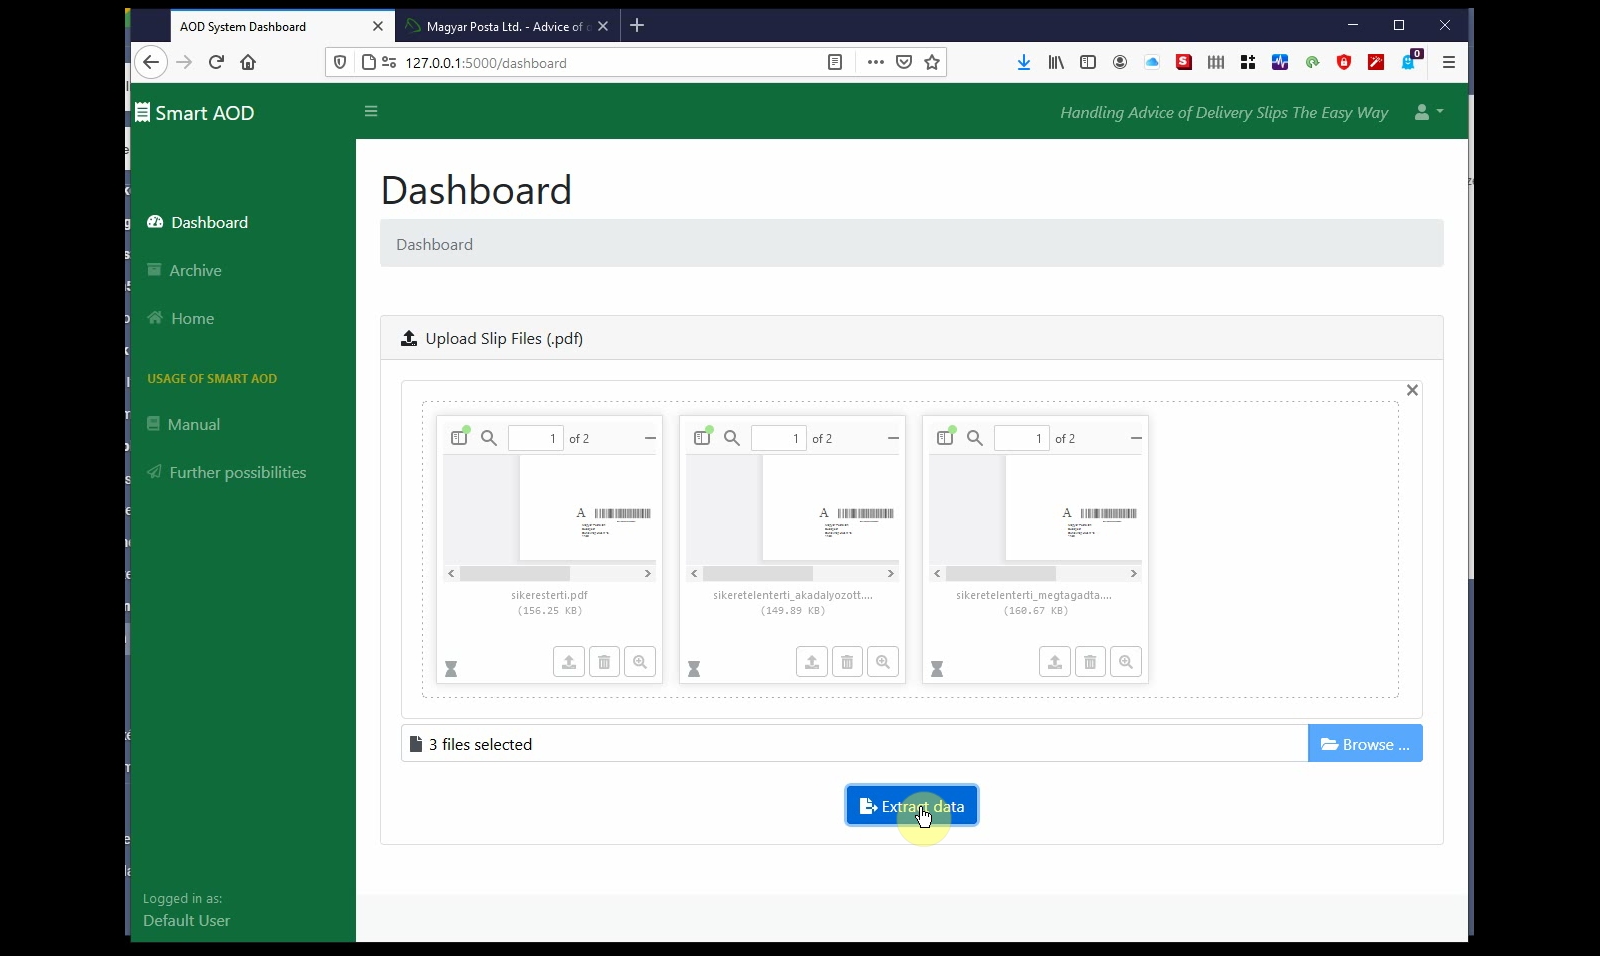 AOD System Dashboard
Magyar Posta Ltd. - Advice of
127.0.0.1:5000/dashboard
0
Smart AOD
Handling Advice of Delivery Slips The Easy Way
Dashboard
Archive
Home
USAGE OF SMART AOD
Manual
Further possibilities
Logged in as:
Default User
Dashboard
Dashboard
Upload Slip Files (.pdf)
1 of 2
A
sikeresterti.pdf
(156.25 KB)
1 of 2
A
sikeretelenterti_akadalyozott....
(149.89 KB)
1 of 2
A
sikeretelenterti_megtagadta....
(160.67 KB)
3 files selected
Browse ...
Extract data